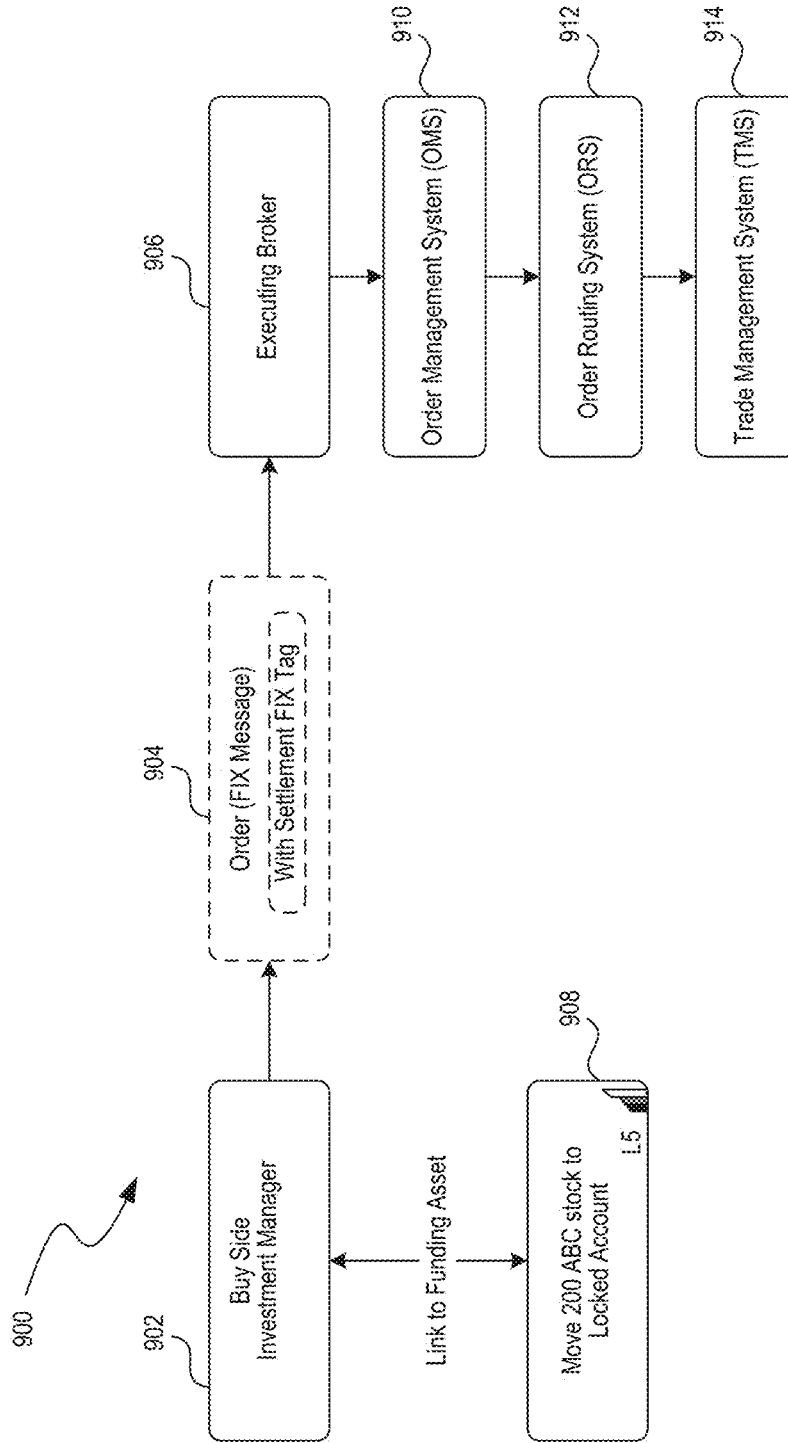 900
902
Buy Side
Investment Manager
Link to Funding Asset
908
Move 200 ABC stock to
Locked Account
L5
904
Order (FIX Message)
With Settlement FIX Tag
906
Executing Broker
910
Order Management System (OMS)
912
Order Routing System (ORS)
914
Trade Management System (TMS)